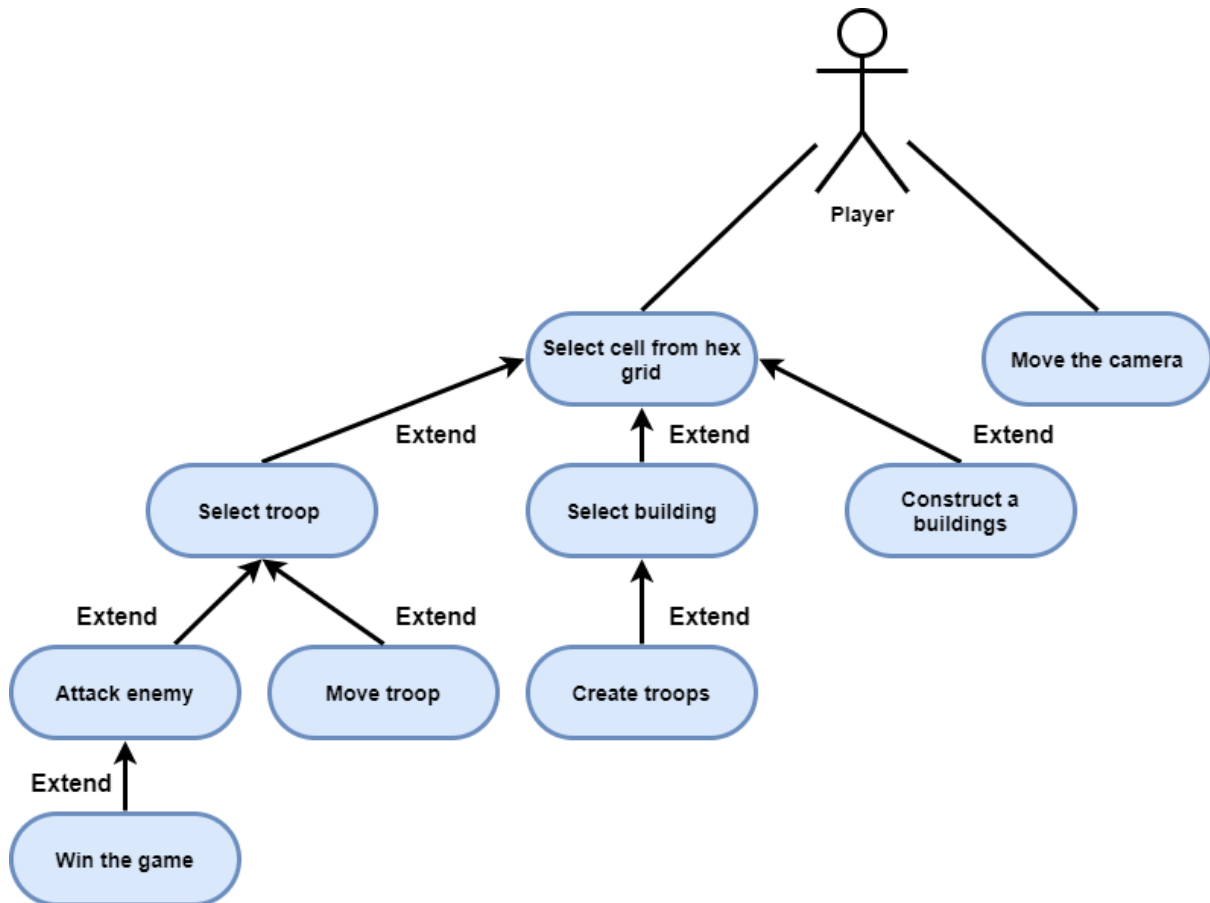 Player
Select cell from hex
grid
Move the camera
Extend
Extend
Extend
Select troop
Select building
Construct a
buildings
Extend
Extend
Extend
Attack enemy
Move troop
Create troops
Extend
Win the game